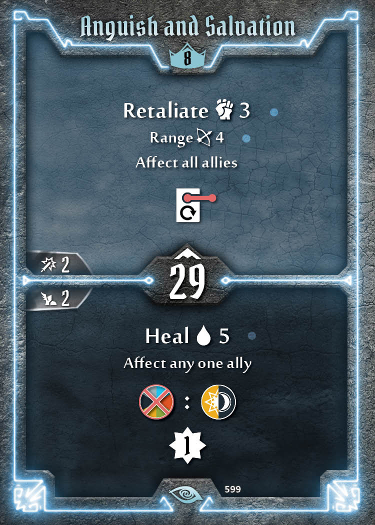 Anguish and Salvation
8
Retaliate 3
Range 4
Affect all allies
2
29
2
Heal 5
Affect any one ally
:
1
599